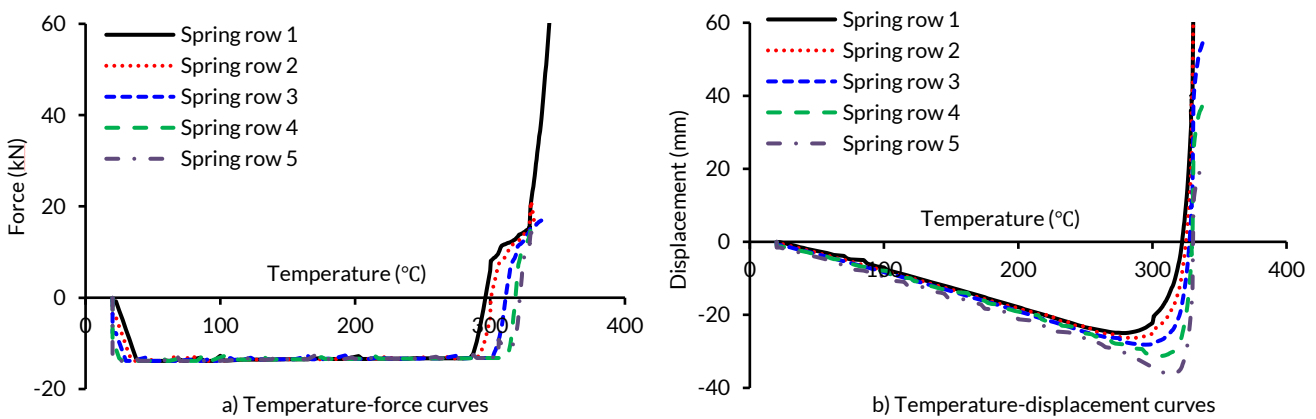 60
40
20
0
-20
Force (kN)
Spring row 1
Spring row 2
Spring row 3
Spring row 4
Spring row 5
Temperature (℃)
0
100
200
300
400
a) Temperature-force curves
60
40
20
0
-20
-40
Displacement (mm)
Spring row 1
Spring row 2
Spring row 3
Spring row 4
Spring row 5
Temperature (℃)
0
100
200
300
400
b) Temperature-displacement curves